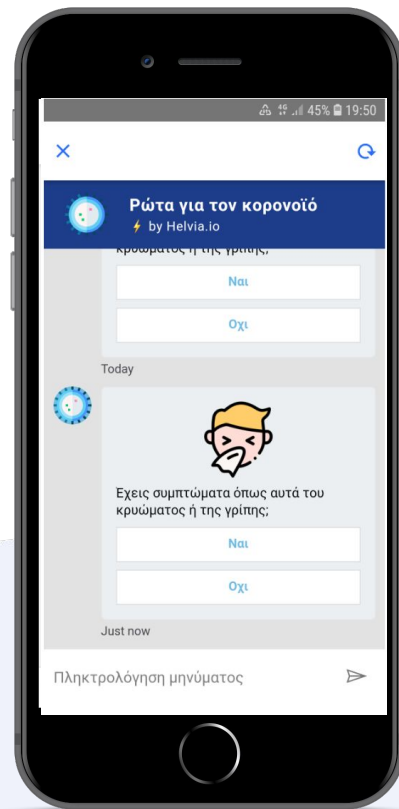 4G 45% 19:50
Ρώτα για τον κορονοϊό
by Helvia.io
κρυώματος ή της γρίπης;
Ναι
Οχι
Today
Έχεις συμπτώματα όπως αυτά του
κρυώματος ή της γρίπης;
Ναι
Οχι
Just now
Πληκτρολόγηση μηνύματος